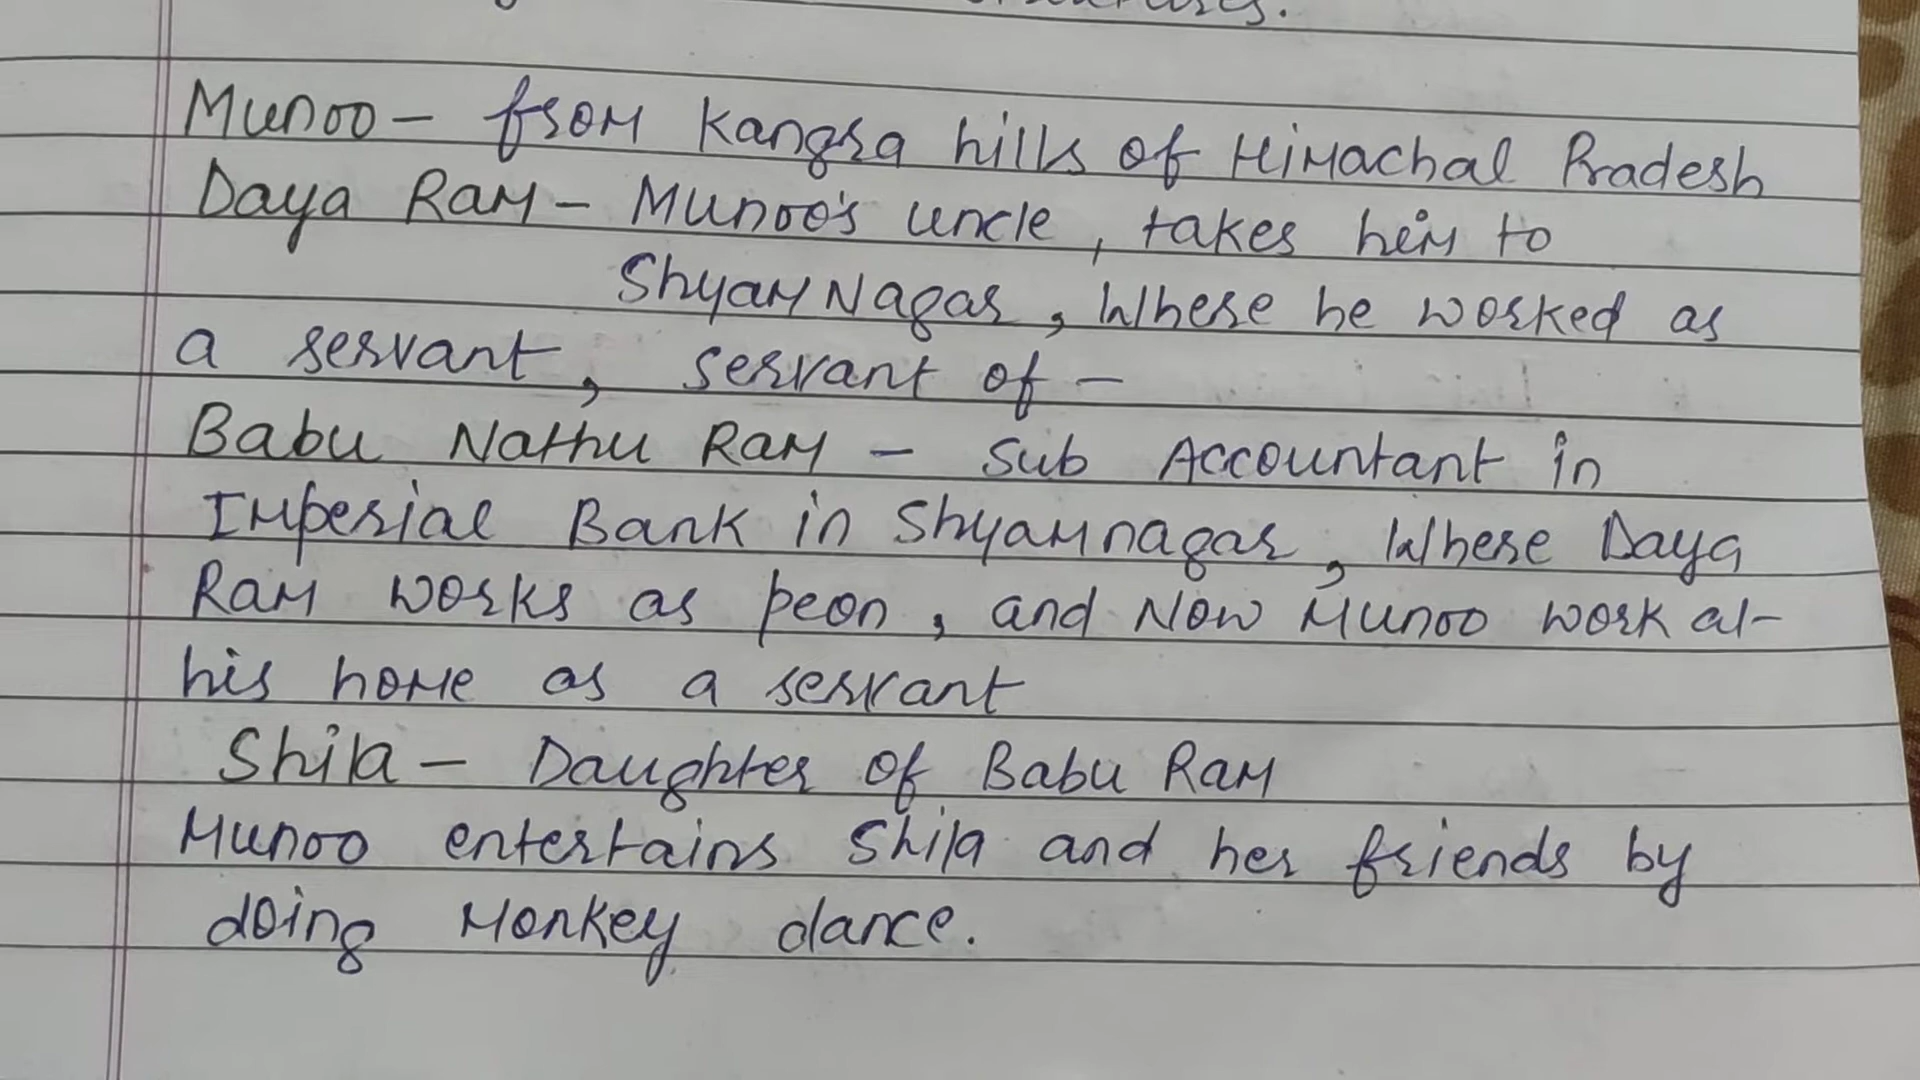 Munoo - from Kangra hills of Himachal Pradesh
Daya Ram - Munoo's uncle, takes him to
Shyam Nagar, Where he worked as
a servant, servant of -
Babu Nathu Ram - Sub Accountant in
Imperial Bank in Shyamnagar, Where Daya
Ram works as peon, and Now Munoo work at
his home as a servant
Shila - Daughter of Babu Ram
Munoo entertains Shila and her friends by
doing Monkey dance.